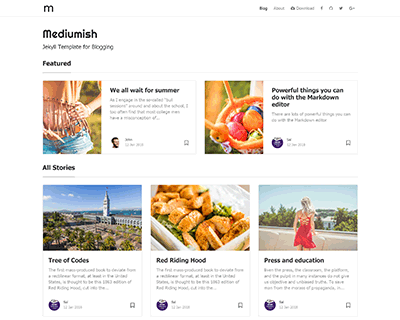 m
Blog About Download
Mediumish
Jekyll Template for Blogging
Featured
We all wait for summer
As I engage in the so-called "bull
sessions" around and about the school, I
too often find that most college men
have a misconception of...
John
12 Jan 2018
Powerful things you can
do with the Markdown
editor
There are lots of powerful things you can
do with the Markdown editor
Sal
12 Jan 2018
All Stories
Tree of Codes
The first mass-produced book to deviate from
a rectilinear format, at least in the United
States, is thought to be this 1863 edition of
Red Riding Hood, cut into the...
Sal
12 Jan 2018
Red Riding Hood
The first mass-produced book to deviate from
a rectilinear format, at least in the United
States, is thought to be this 1863 edition of
Red Riding Hood, cut into the...
Sal
12 Jan 2018
Press and education
Even the press, the classroom, the platform,
and the pulpit in many instances do not give
us objective and unbiased truths. To save
man from the morass of propaganda, in...
Sal
12 Jan 2018